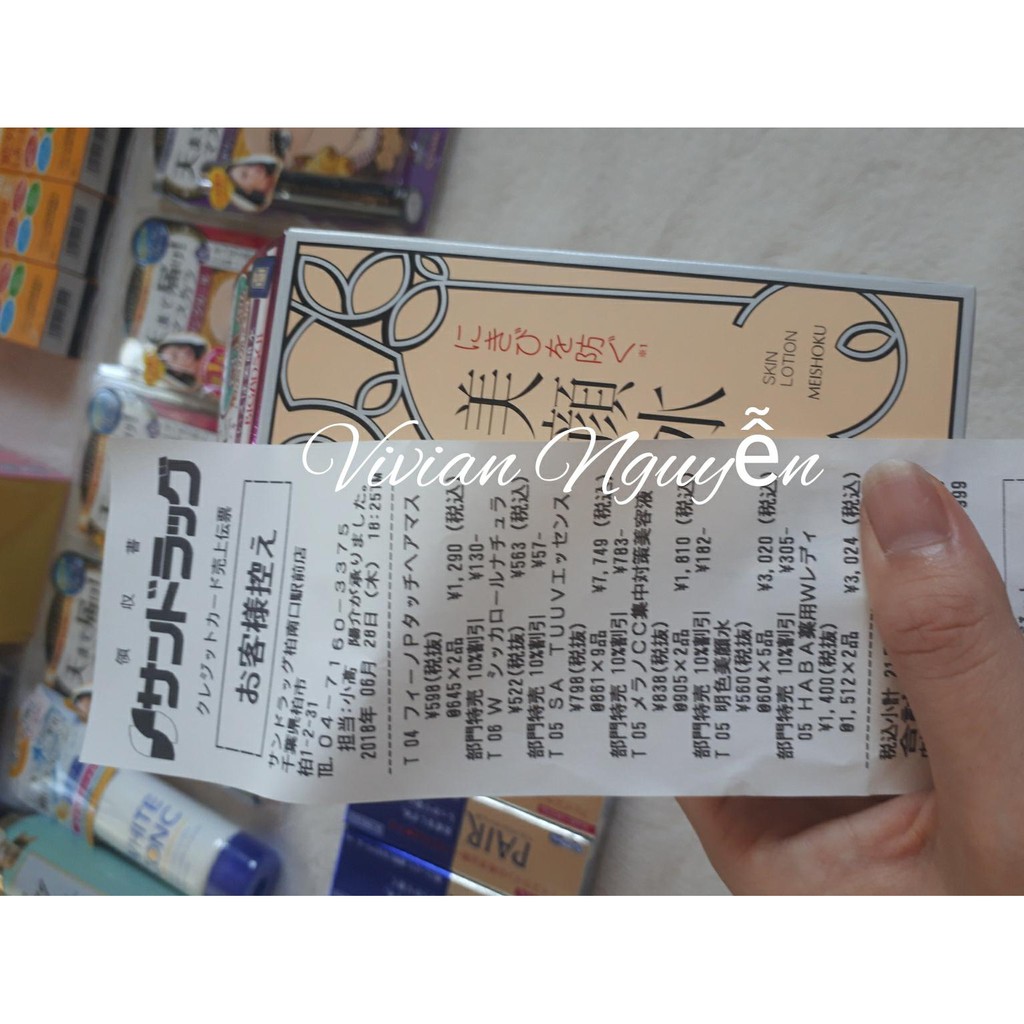 領収書
サンドラッグ
クレジットカード売上伝票
お客様控え
サンドラッグ柏南口駅前店
千葉県柏市
柏1-2-31
TEL 04-7160-3375
担当:小高 陽介が承りました。
2018年 06月 28日 (木) 18:25
T 04 フィーノPタッチヘアマス
¥598(税抜)
@645×2品 ¥1,290 (税込)
部門特売 10%割引 ¥130-
T 06 W シッカロールナチュラ
¥522(税抜) ¥563 (税込)
部門特売 10%割引 ¥57-
T 05 SA TUUVエッセンス
¥798(税抜)
@861×9品 ¥7,749 (税込)
部門特売 10%割引 ¥783-
T 05 メラノCC集中対策美容液
¥838(税抜)
@905×2品 ¥1,810 (税込)
部門特売 10%割引 ¥182-
T 05 明色美顔水
¥560(税抜)
@604×5品 ¥3,020 (税込)
部門特売 10%割引 ¥305-
05 HABA薬用Wレディ
¥1,400(税抜)
@1,512×2品 ¥3,024 (税込)
税込小計
にきびを防ぐ※1
美顔水
SKIN
LOTION
MEISHOKU
Vivian Nguyễn
PAIR